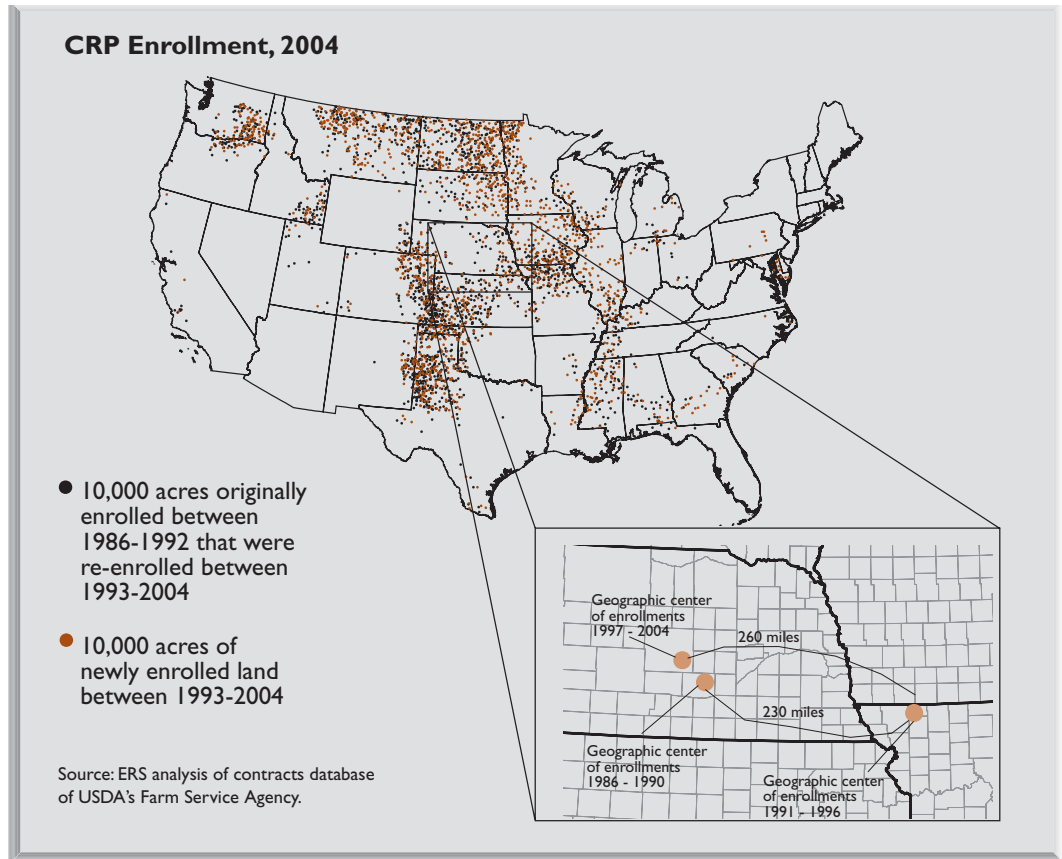 CRP Enrollment, 2004
10,000 acres originally
enrolled between
1986-1992 that were
re-enrolled between
1993-2004
10,000 acres of
newly enrolled land
between 1993-2004
Source: ERS analysis of contracts database
of USDA's Farm Service Agency.
Geographic center
of enrollments
1997 - 2004
260 miles
230 miles
Geographic center
of enrollments
1986 - 1990
Geographic center
of enrollments
1991 - 1996